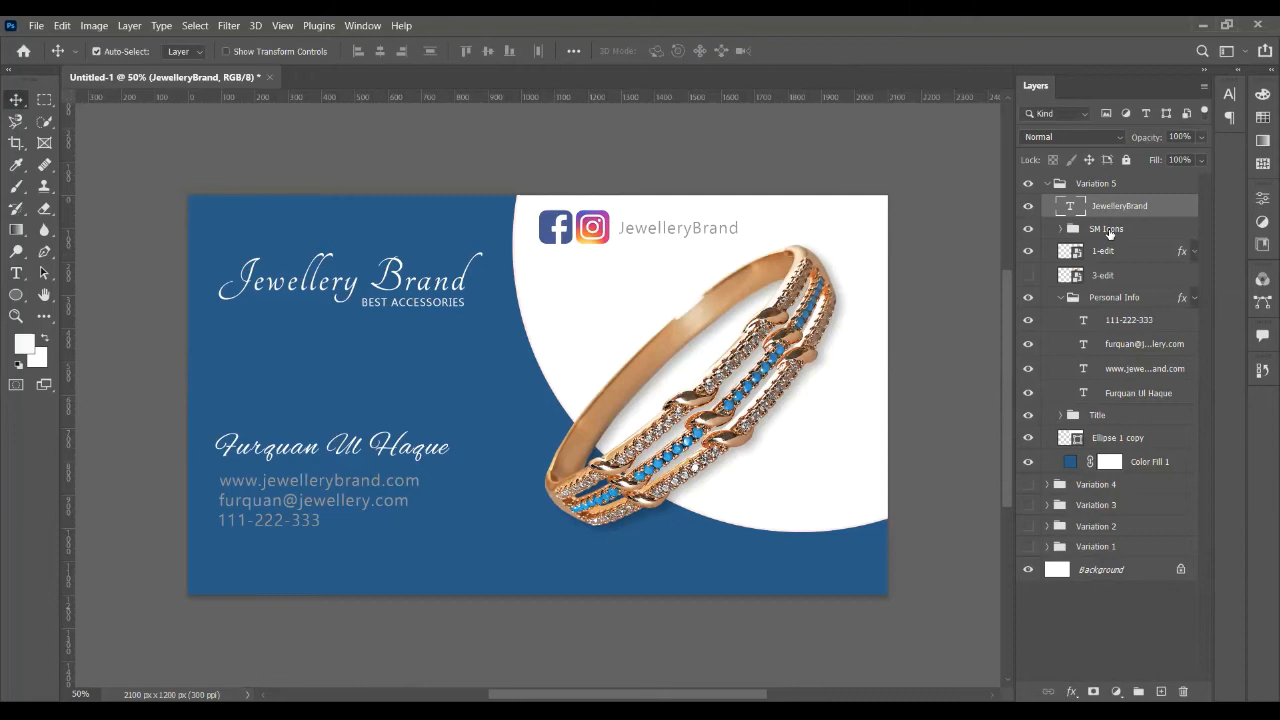 Ps File Edit Image Layer Type Select Filter 3D View Plugins Window Help
Auto-Select: Layer Show Transform Controls 3D Mode:
Untitled-1 @ 50% (JewelleryBrand, RGB/8) *
Layers
Kind
Normal Opacity: 100%
Lock: Fill: 100%
Variation 5
JewelleryBrand
SM Icons
1-edit fx
3-edit
Personal Info fx
111-222-333
furquan@j...lery.com
www.jewe...and.com
Furquan Ul Haque
Title
Ellipse 1 copy
Color Fill 1
Variation 4
Variation 3
Variation 2
Variation 1
Background
JewelleryBrand
Jewellery Brand
BEST ACCESSORIES
Furquan Ul Haque
www.jewellerybrand.com
furquan@jewellery.com
111-222-333
50% 2100 px x 1200 px (300 ppi)